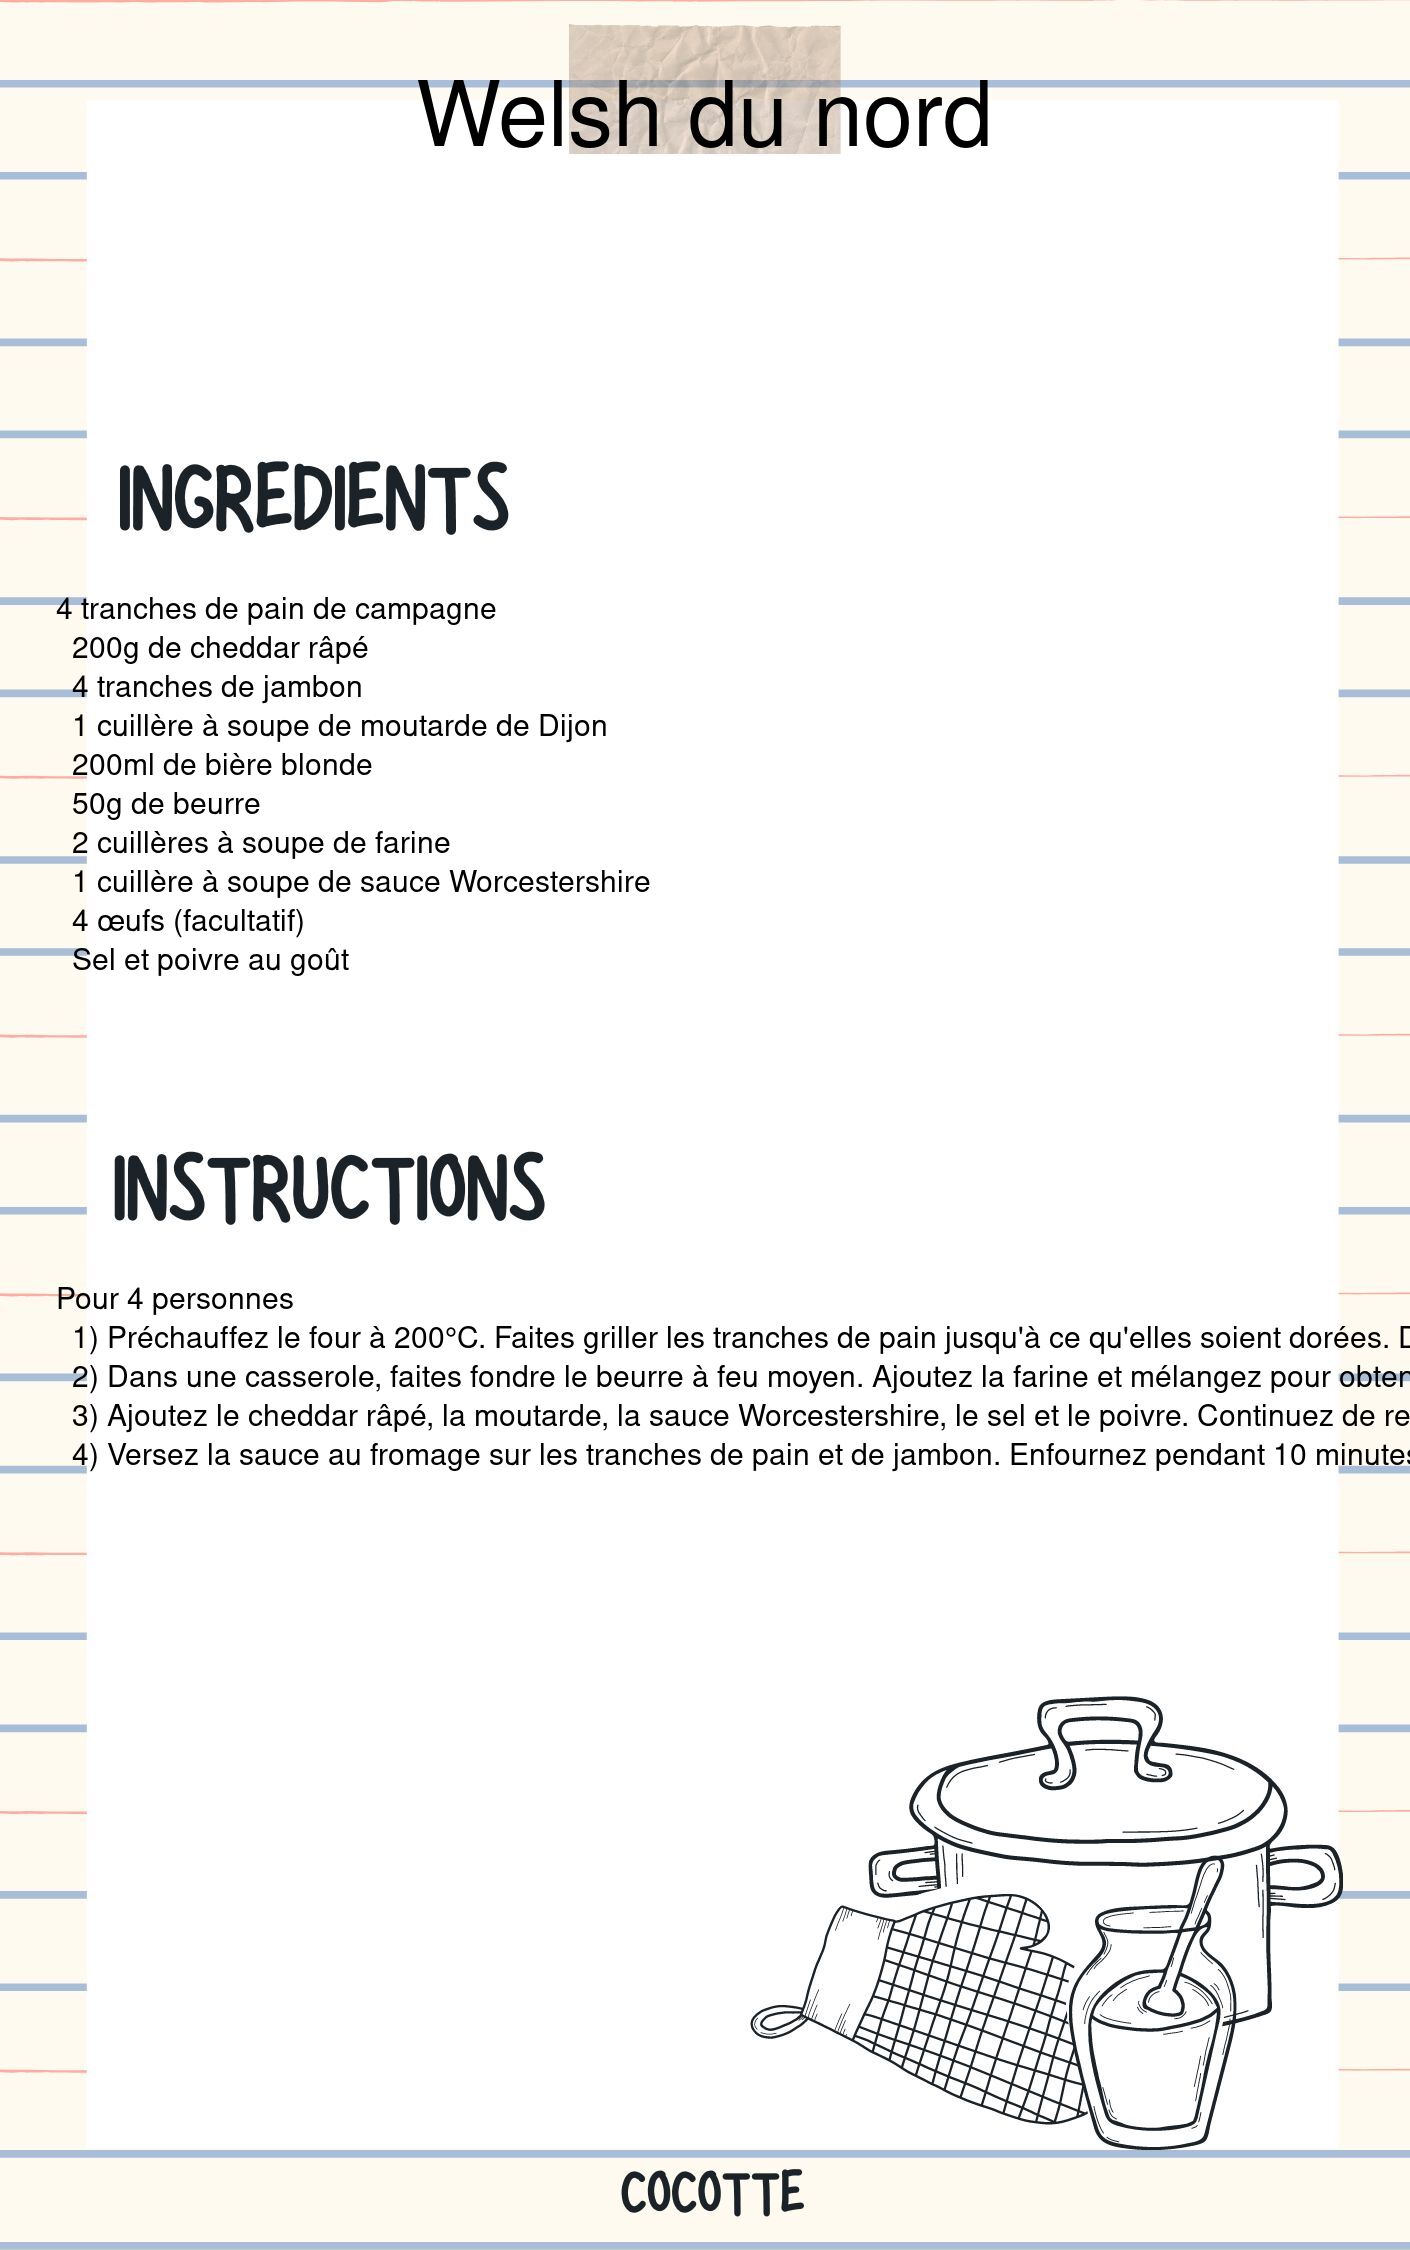 Welsh du nord
INGREDIENTS
4 tranches de pain de campagne
200g de cheddar râpé
4 tranches de jambon
1 cuillère à soupe de moutarde de Dijon
200ml de bière blonde
50g de beurre
2 cuillères à soupe de farine
1 cuillère à soupe de sauce Worcestershire
4 œufs (facultatif)
Sel et poivre au goût
INSTRUCTIONS
Pour 4 personnes
1) Préchauffez le four à 200°C. Faites griller les tranches de pain jusqu'à ce qu'elles soient dorées.
2) Dans une casserole, faites fondre le beurre à feu moyen. Ajoutez la farine et mélangez pour
3) Ajoutez le cheddar râpé, la moutarde, la sauce Worcestershire, le sel et le poivre. Continuez de
4) Versez la sauce au fromage sur les tranches de pain et de jambon. Enfournez pendant 10 minutes
COCOTTE